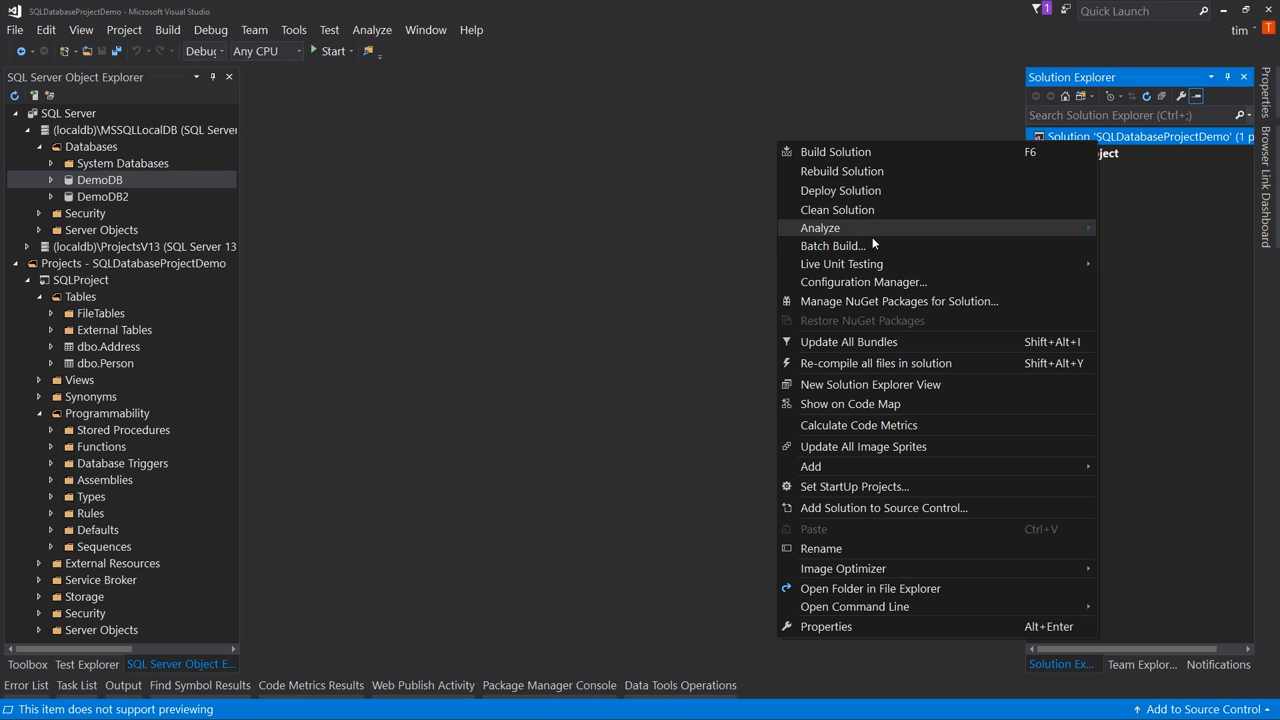 SQLDatabaseProjectDemo - Microsoft Visual Studio
1
Quick Launch
File Edit View Project Build Debug Team Tools Test Analyze Window Help
tim T
Debug Any CPU Start
SQL Server Object Explorer
SQL Server
(localdb)\MSSQLLocalDB (SQL Server
Databases
System Databases
DemoDB
DemoDB2
Security
Server Objects
(localdb)\ProjectsV13 (SQL Server 13
Projects - SQLDatabaseProjectDemo
SQLProject
Tables
FileTables
External Tables
dbo.Address
dbo.Person
Views
Synonyms
Programmability
Stored Procedures
Functions
Database Triggers
Assemblies
Types
Rules
Defaults
Sequences
External Resources
Service Broker
Storage
Security
Server Objects
Toolbox Test Explorer SQL Server Object E...
Build Solution F6
Rebuild Solution
Deploy Solution
Clean Solution
Analyze
Batch Build...
Live Unit Testing
Configuration Manager...
Manage NuGet Packages for Solution...
Restore NuGet Packages
Update All Bundles Shift+Alt+I
Re-compile all files in solution Shift+Alt+Y
New Solution Explorer View
Show on Code Map
Calculate Code Metrics
Update All Image Sprites
Add
Set StartUp Projects...
Add Solution to Source Control...
Paste Ctrl+V
Rename
Image Optimizer
Open Folder in File Explorer
Open Command Line
Properties Alt+Enter
Solution Explorer
Search Solution Explorer (Ctrl+;)
Solution 'SQLDatabaseProjectDemo' (1 p
ject
Solution Ex... Team Explor... Notifications
Properties
Browser Link Dashboard
Error List Task List Output Find Symbol Results Code Metrics Results Web Publish Activity Package Manager Console Data Tools Operations
This item does not support previewing
Add to Source Control